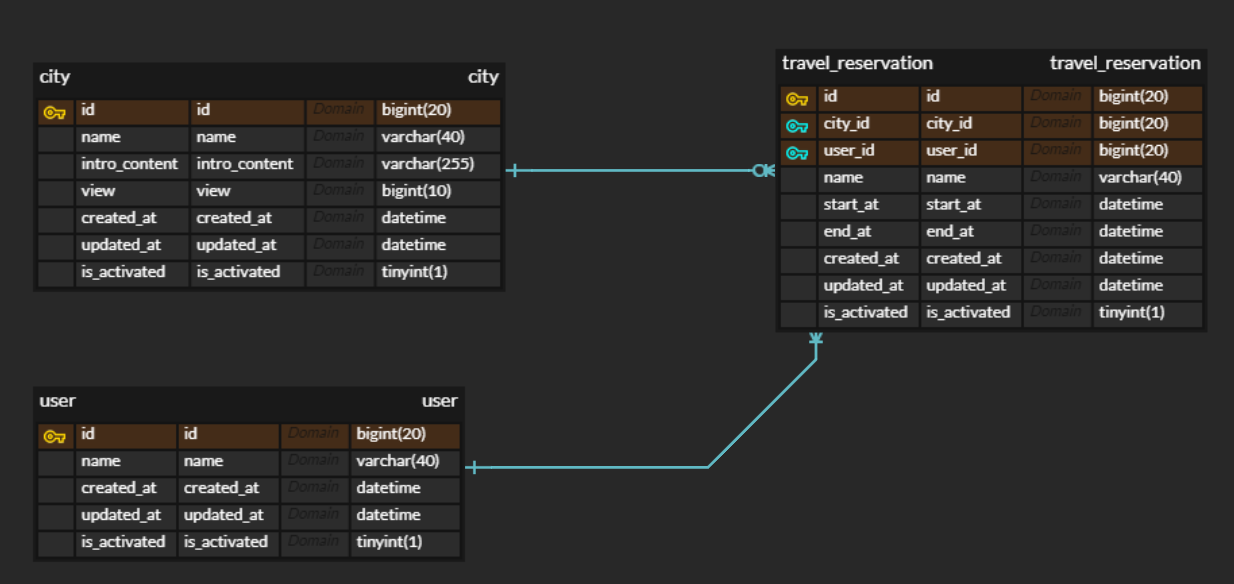 city city
id id Domain bigint(20)
name name Domain varchar(40)
intro_content intro_content Domain varchar(255)
view view Domain bigint(10)
created_at created_at Domain datetime
updated_at updated_at Domain datetime
is_activated is_activated Domain tinyint(1)
travel_reservation travel_reservation
id id Domain bigint(20)
city_id city_id Domain bigint(20)
user_id user_id Domain bigint(20)
name name Domain varchar(40)
start_at start_at Domain datetime
end_at end_at Domain datetime
created_at created_at Domain datetime
updated_at updated_at Domain datetime
is_activated is_activated Domain tinyint(1)
user user
id id Domain bigint(20)
name name Domain varchar(40)
created_at created_at Domain datetime
updated_at updated_at Domain datetime
is_activated is_activated Domain tinyint(1)